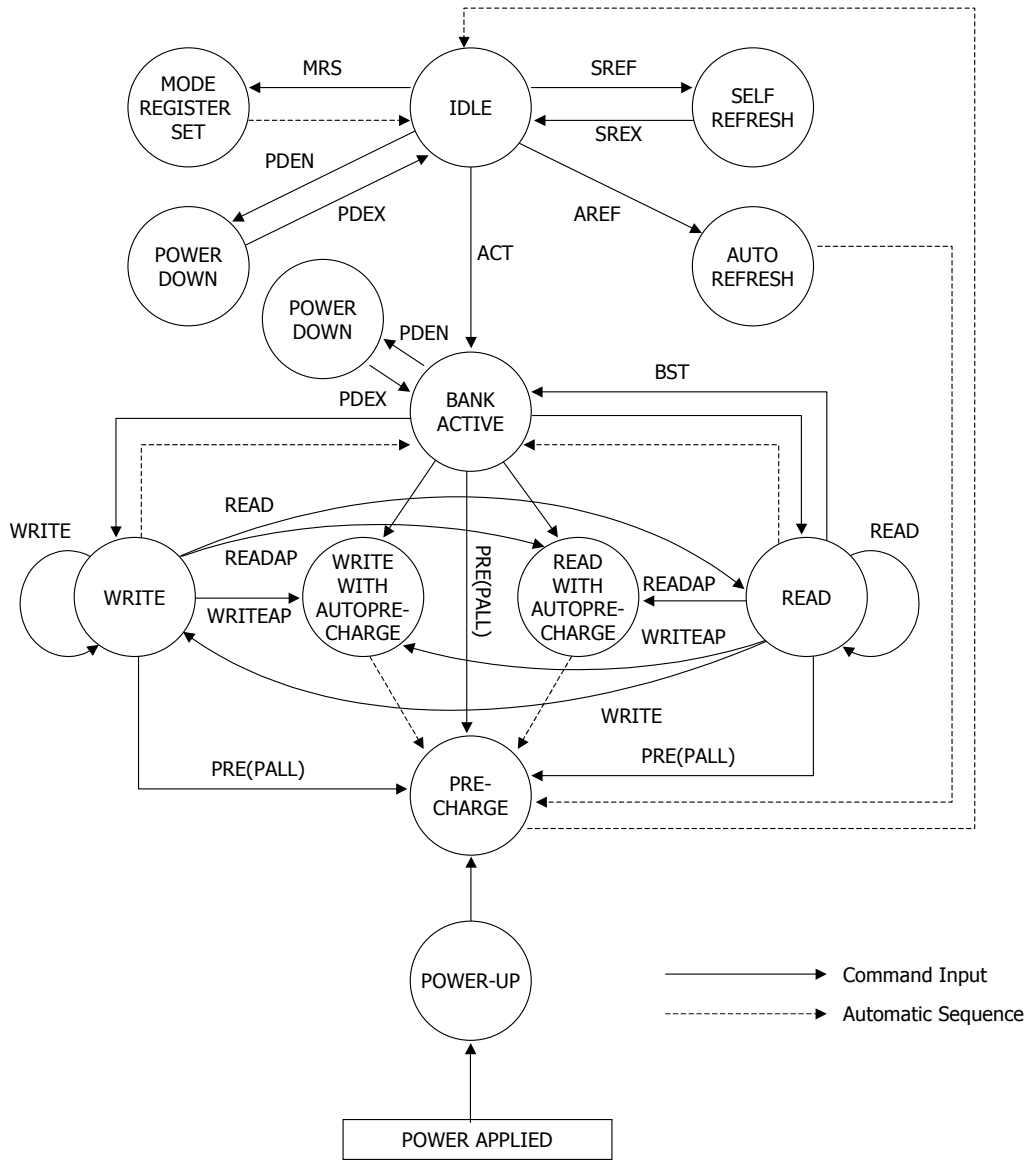 MRS
SREF
MODE
REGISTER
SET
IDLE
SELF
REFRESH
SREX
PDEN
PDEX
AREF
POWER
DOWN
ACT
AUTO
REFRESH
POWER
DOWN
PDEN
PDEX
BST
BANK
ACTIVE
WRITE
READ
READ
READAP
WRITE
WRITEAP
WRITE
WITH
AUTOPRE-
CHARGE
PRE(PALL)
READ
WITH
AUTOPRE-
CHARGE
READAP
READ
WRITEAP
WRITE
PRE(PALL)
PRE(PALL)
PRE-
CHARGE
POWER-UP
Command Input
Automatic Sequence
POWER APPLIED